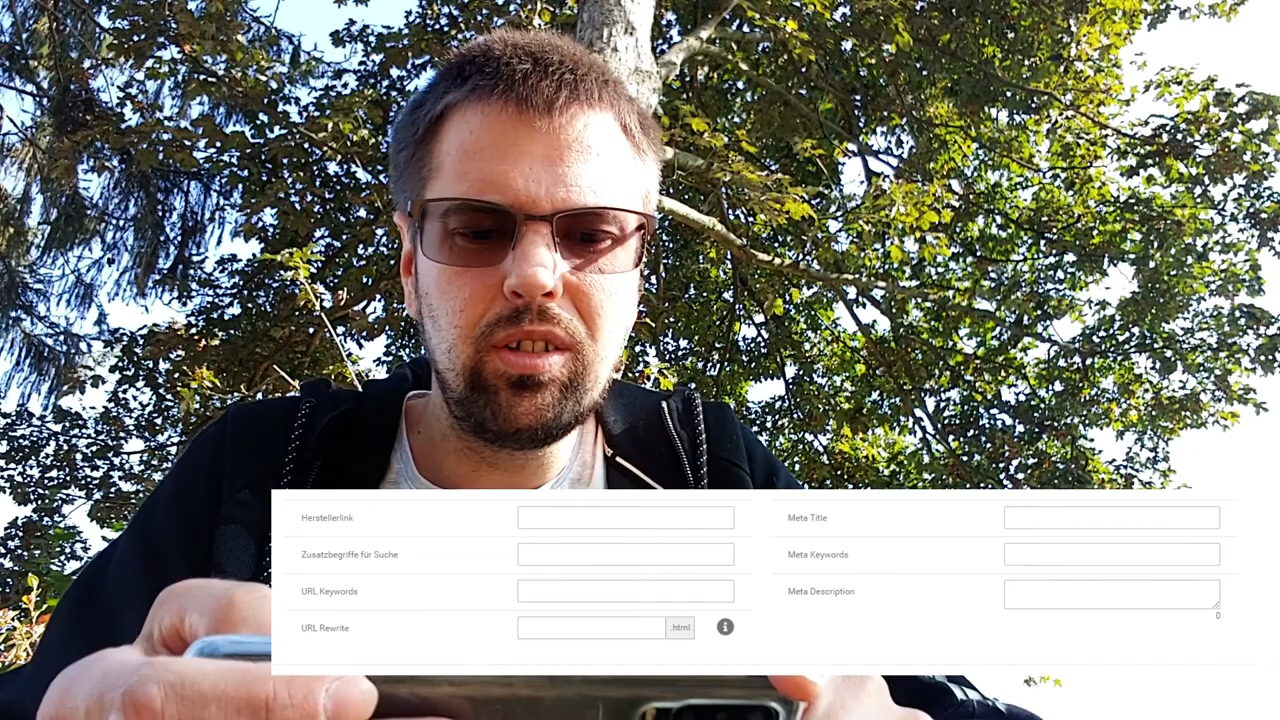 Herstellerlink
Zusatzbegriffe für Suche
URL Keywords
URL Rewrite
.html
Meta Title
Meta Keywords
Meta Description
0